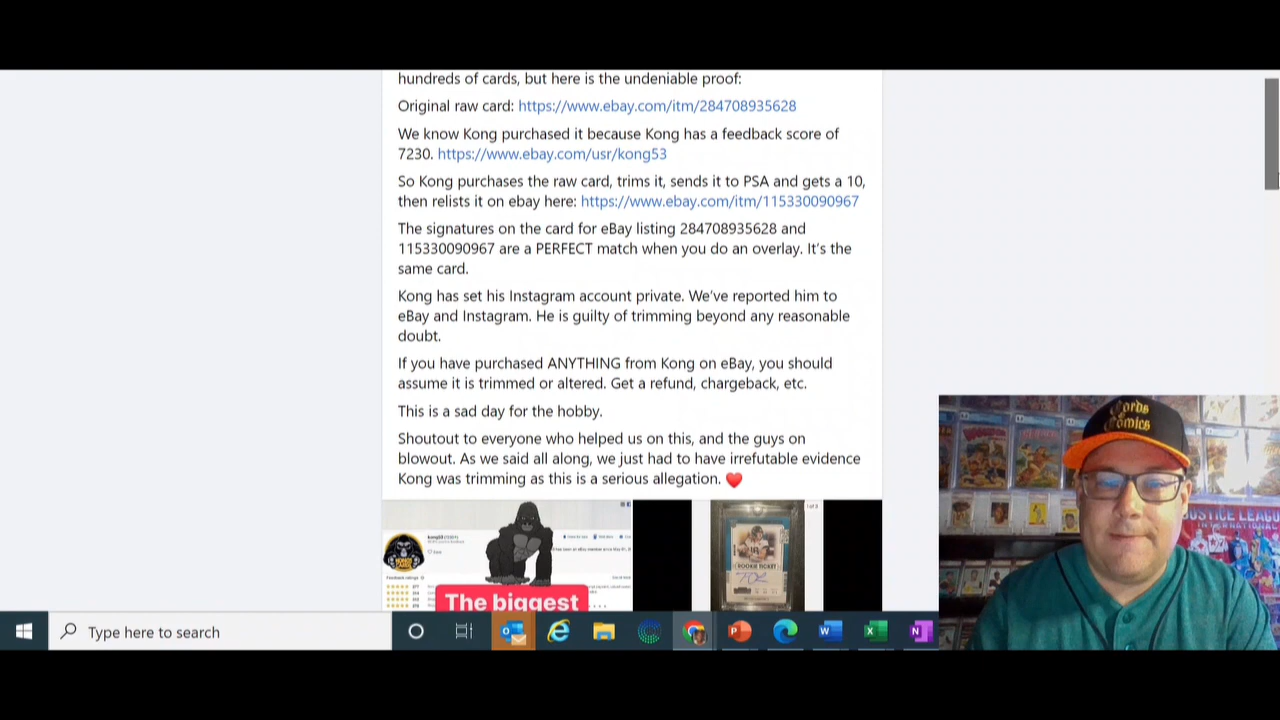 hundreds of cards, but here is the undeniable proof:
Original raw card: https://www.ebay.com/itm/284708935628
We know Kong purchased it because Kong has a feedback score of
7230. https://www.ebay.com/usr/kong53
So Kong purchases the raw card, trims it, sends it to PSA and gets a 10,
then relists it on ebay here: https://www.ebay.com/itm/115330090967
The signatures on the card for eBay listing 284708935628 and
115330090967 are a PERFECT match when you do an overlay. It’s the
same card.
Kong has set his Instagram account private. We’ve reported him to
eBay and Instagram. He is guilty of trimming beyond any reasonable
doubt.
If you have purchased ANYTHING from Kong on eBay, you should
assume it is trimmed or altered. Get a refund, chargeback, etc.
This is a sad day for the hobby.
Shoutout to everyone who helped us on this, and the guys on
blowout. As we said all along, we just had to have irrefutable evidence
Kong was trimming as this is a serious allegation. ❤️
The biggest
ROOKIE TICKET
Type here to search
Comics
JUSTICE LEAGUE
INTERNATIONAL